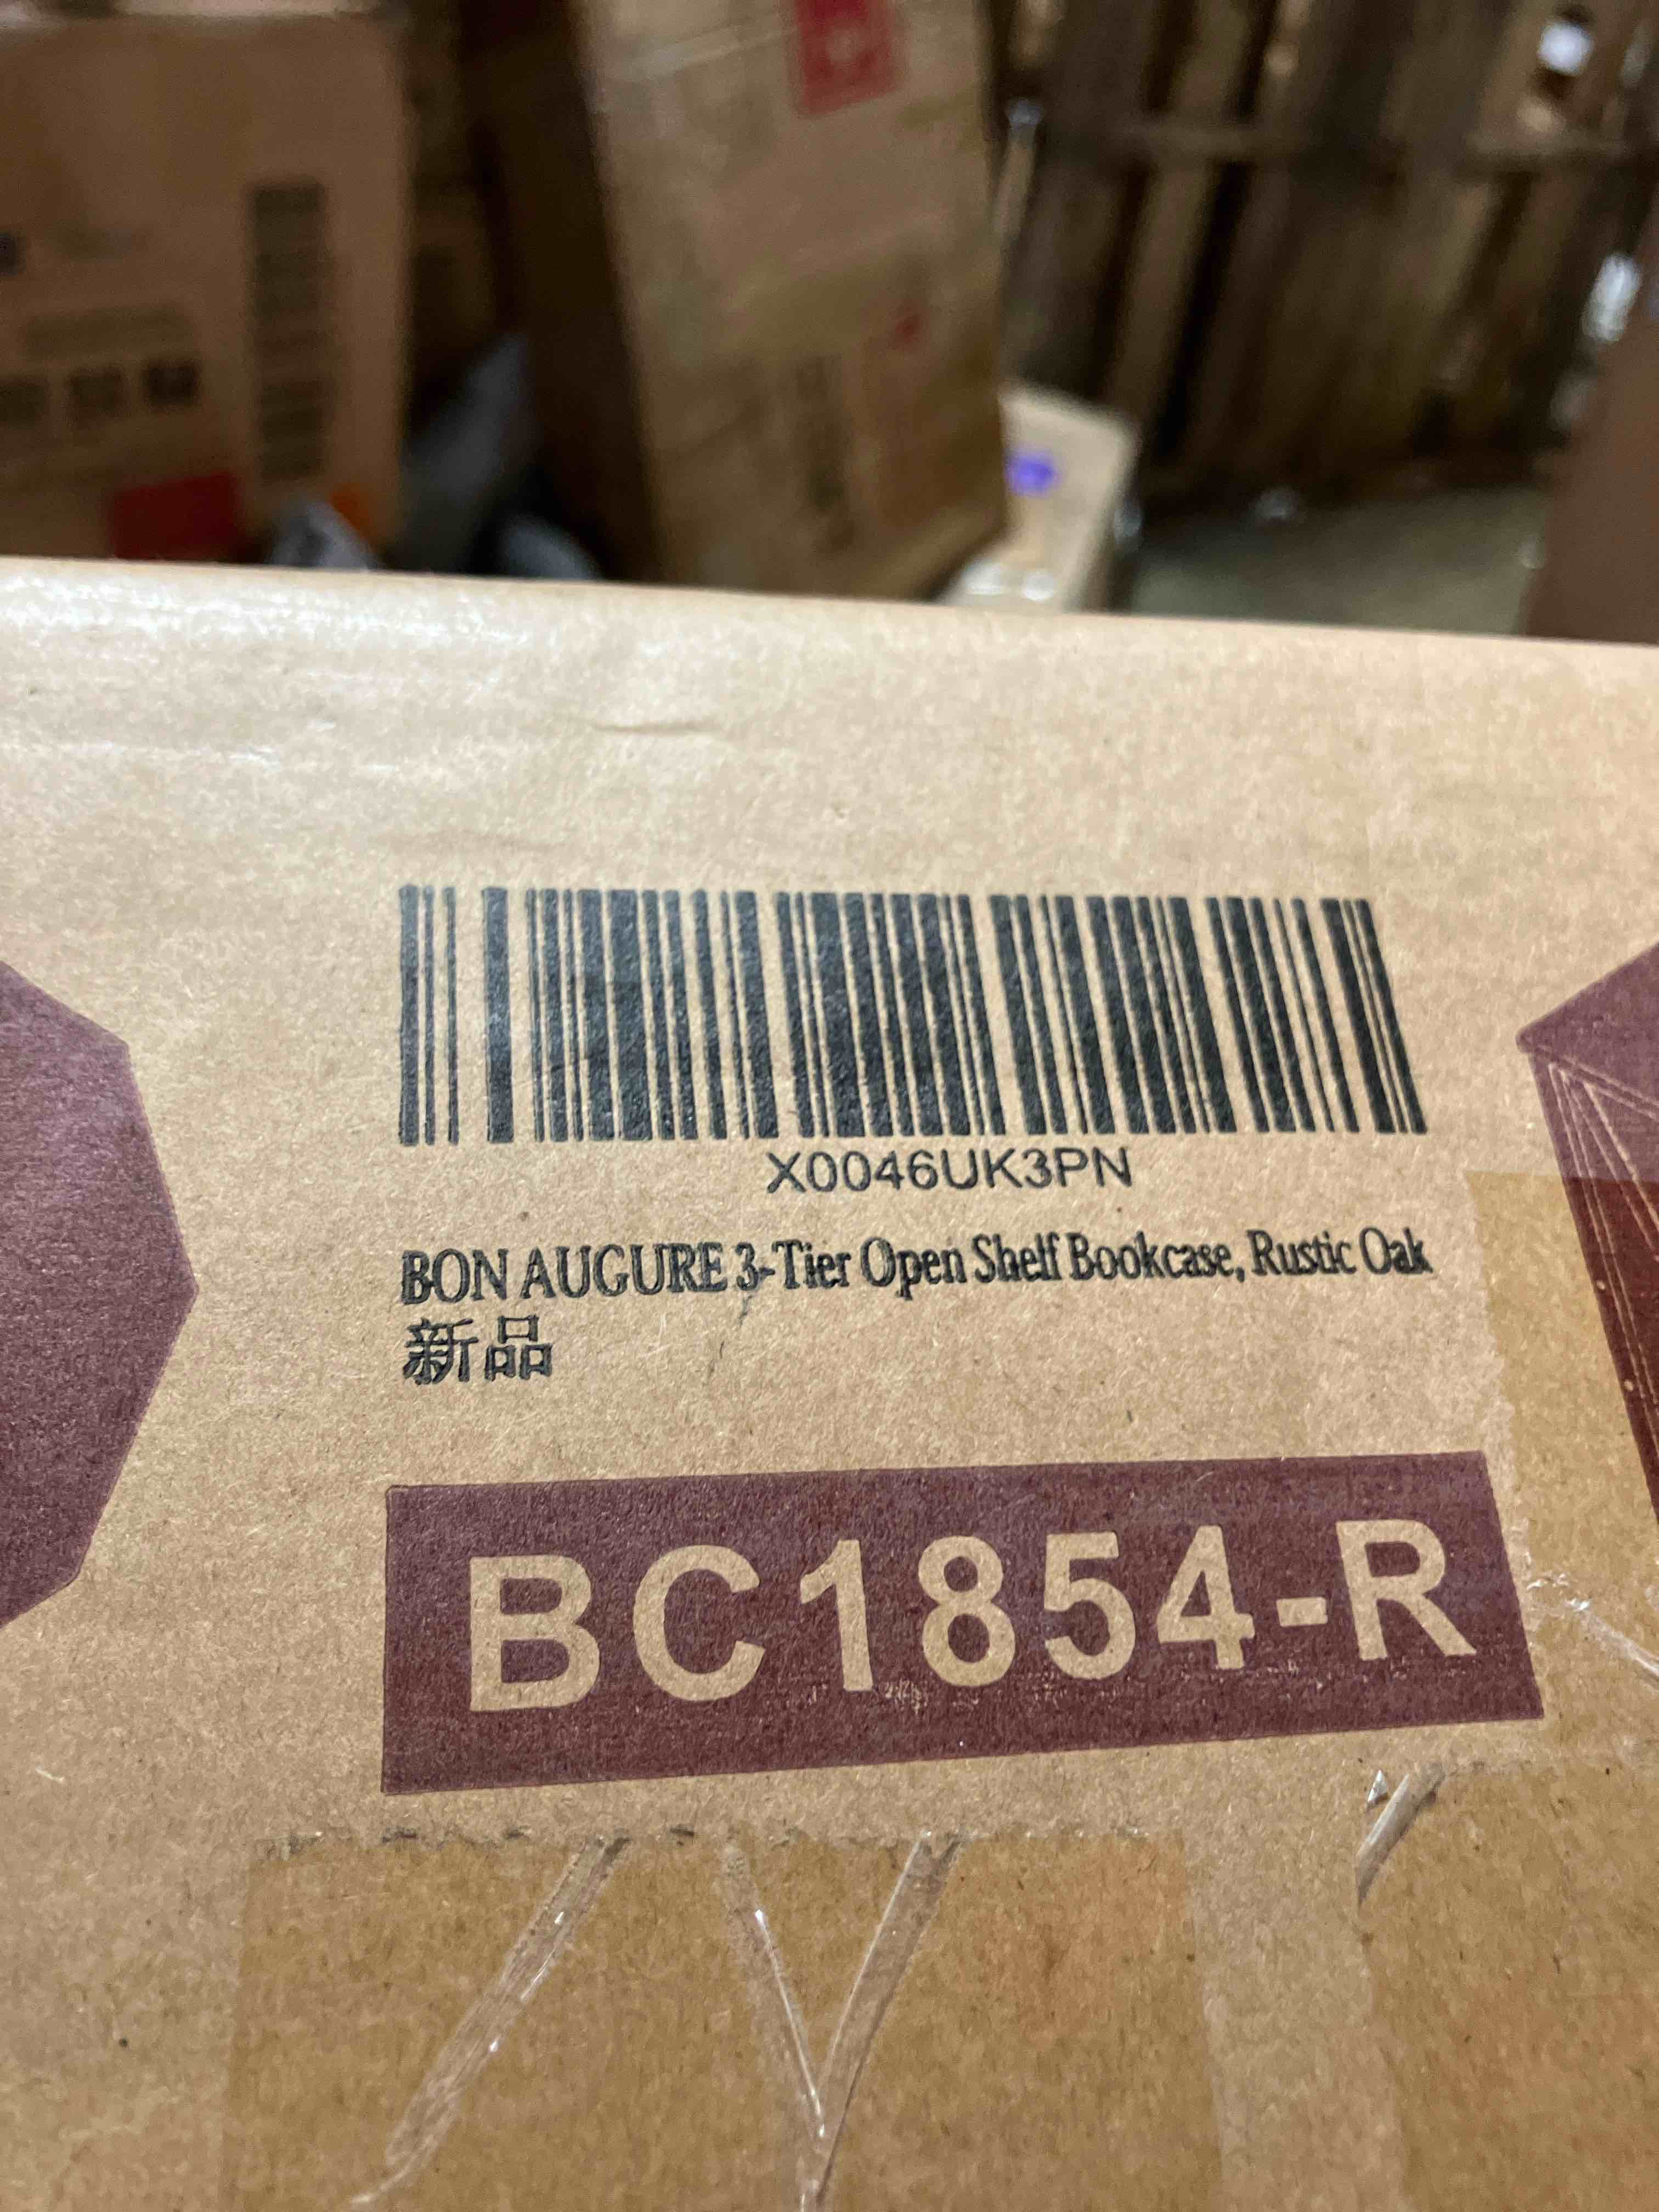 X0046UK3PN
BON AUGURE 3-Tier Open Shelf Bookcase, Rustic Oak
新品
BC1854-R